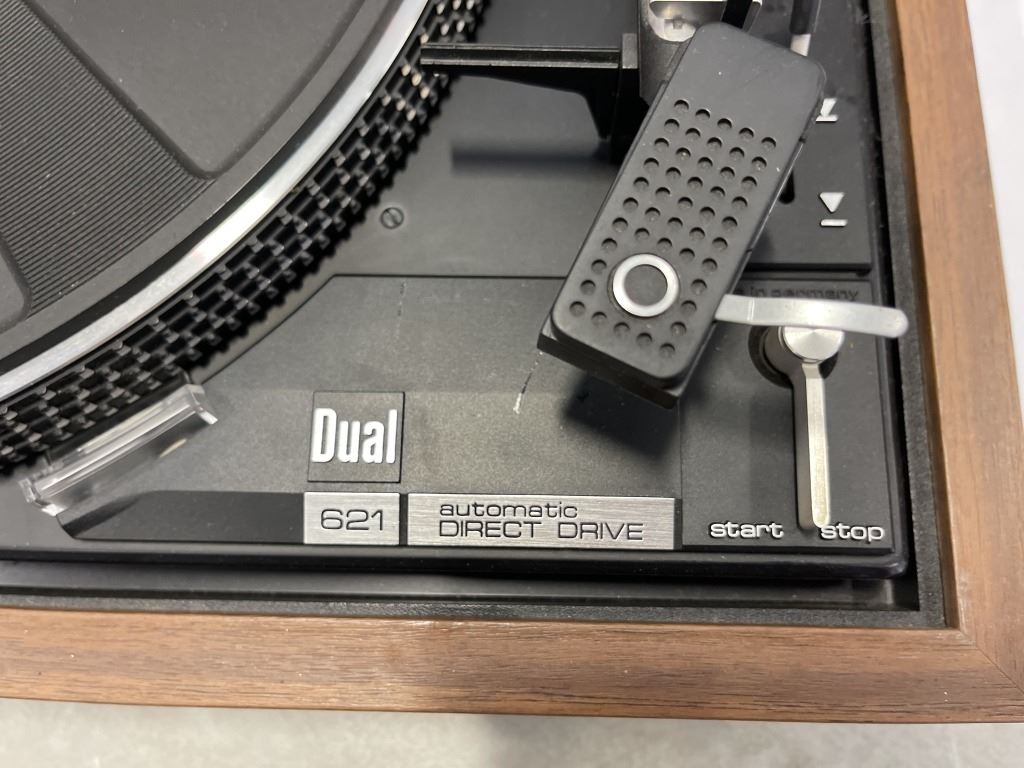 in germany
Dual
621
automatic
DIRECT DRIVE
start stop